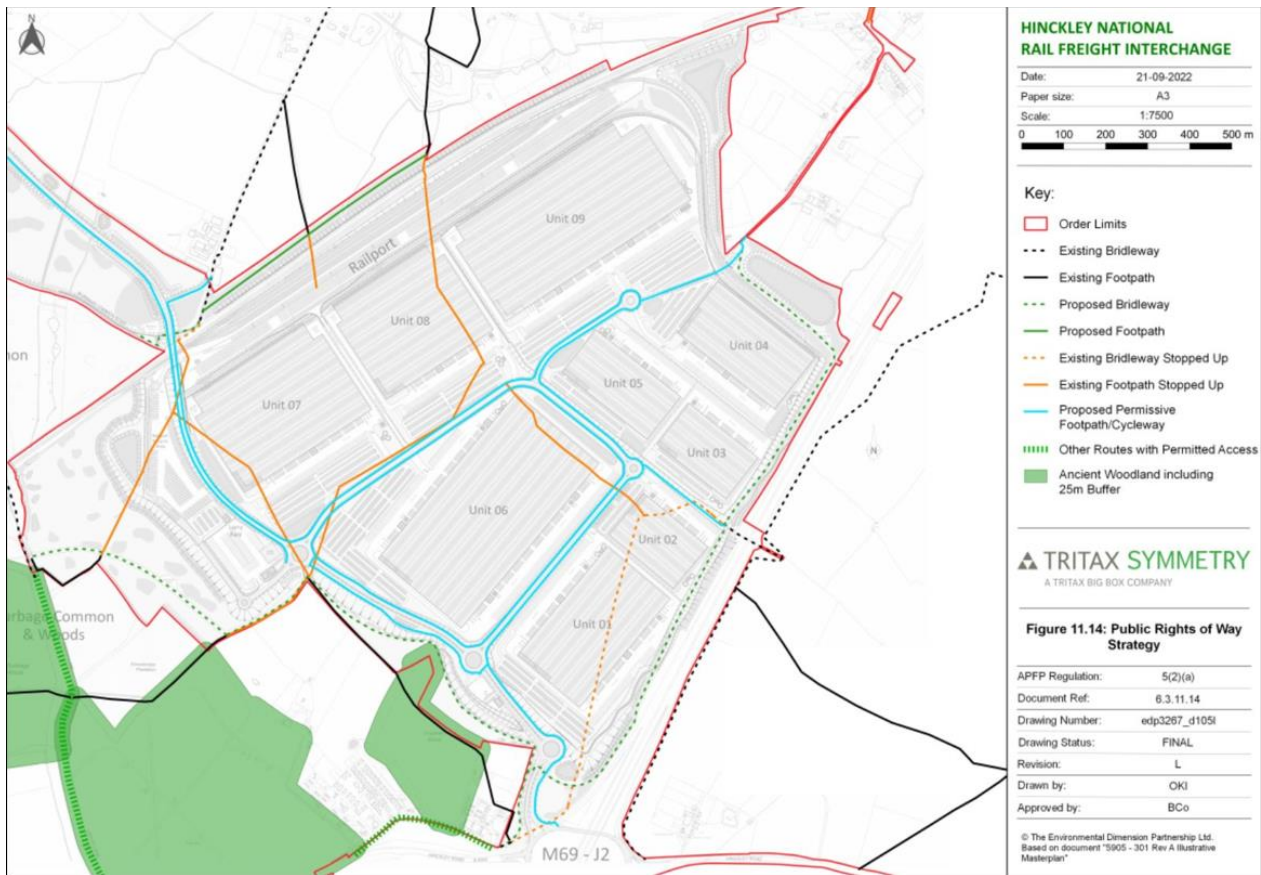 N
Railport
Unit 09
Unit 08
Unit 07
Unit 04
Unit 05
Unit 03
Unit 06
Unit 02
Unit 01
Common
& Woods
N
M69 - J2
HINCKLEY NATIONAL
RAIL FREIGHT INTERCHANGE
Date: 21-09-2022
Paper size: A3
Scale: 1:7500
0 100 200 300 400 500 m
Key:
Order Limits
Existing Bridleway
Existing Footpath
Proposed Bridleway
Proposed Footpath
Existing Bridleway Stopped Up
Existing Footpath Stopped Up
Proposed Permissive
Footpath/Cycleway
Other Routes with Permitted Access
Ancient Woodland including
25m Buffer
TRITAX SYMMETRY
A TRITAX BIG BOX COMPANY
Figure 11.14: Public Rights of Way
Strategy
APFP Regulation: 5(2)(a)
Document Ref: 6.3.11.14
Drawing Number: edp3267_d105l
Drawing Status: FINAL
Revision: L
Drawn by: OKI
Approved by: BCo
© The Environmental Dimension Partnership Ltd.
Based on document "5905 - 301 Rev A Illustrative
Masterplan"